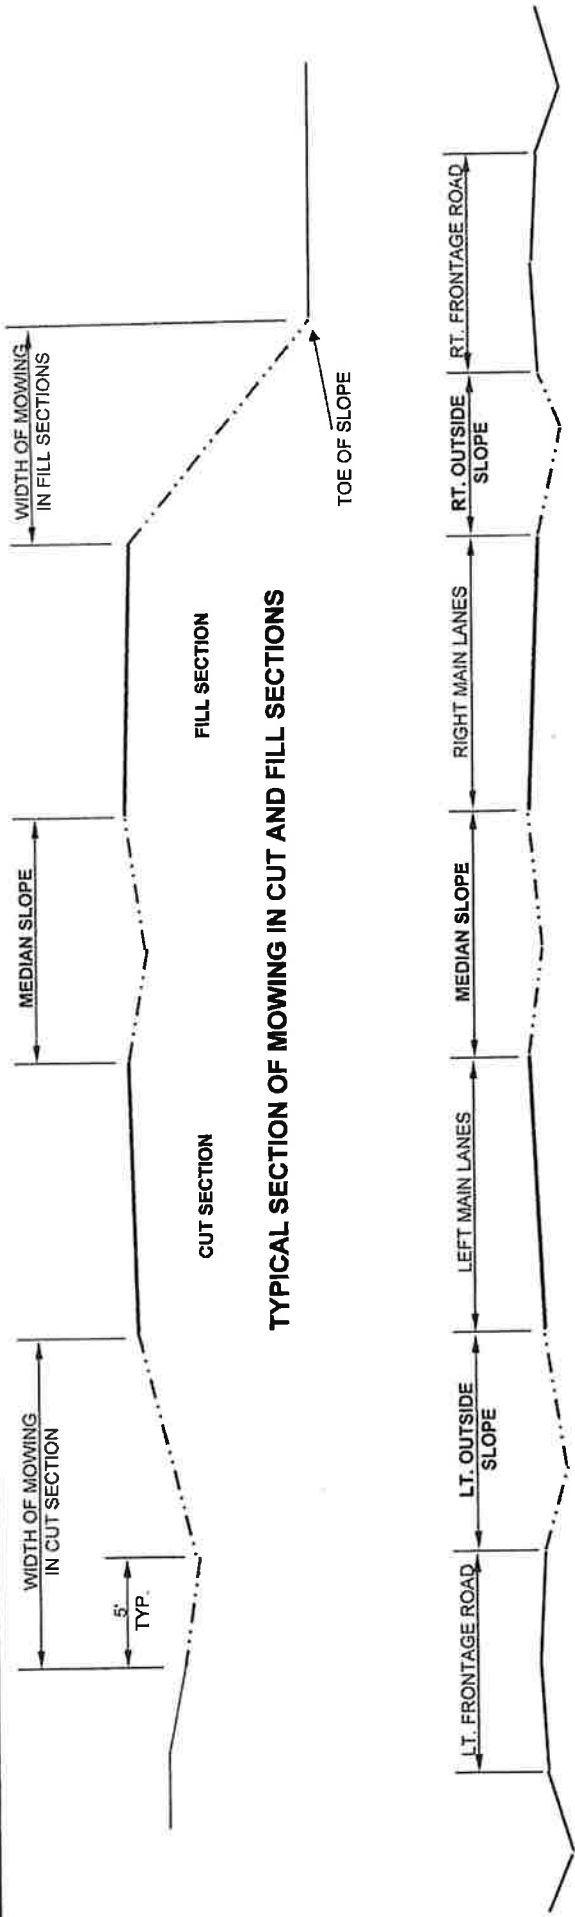 WIDTH OF MOWING
IN CUT SECTION
5'
TYP.
MEDIAN SLOPE
WIDTH OF MOWING
IN FILL SECTIONS
CUT SECTION
FILL SECTION
TOE OF SLOPE
TYPICAL SECTION OF MOWING IN CUT AND FILL SECTIONS
LT. FRONTAGE ROAD
LT. OUTSIDE
SLOPE
LEFT MAIN LANES
MEDIAN SLOPE
RIGHT MAIN LANES
RT. OUTSIDE
SLOPE
RT. FRONTAGE ROAD